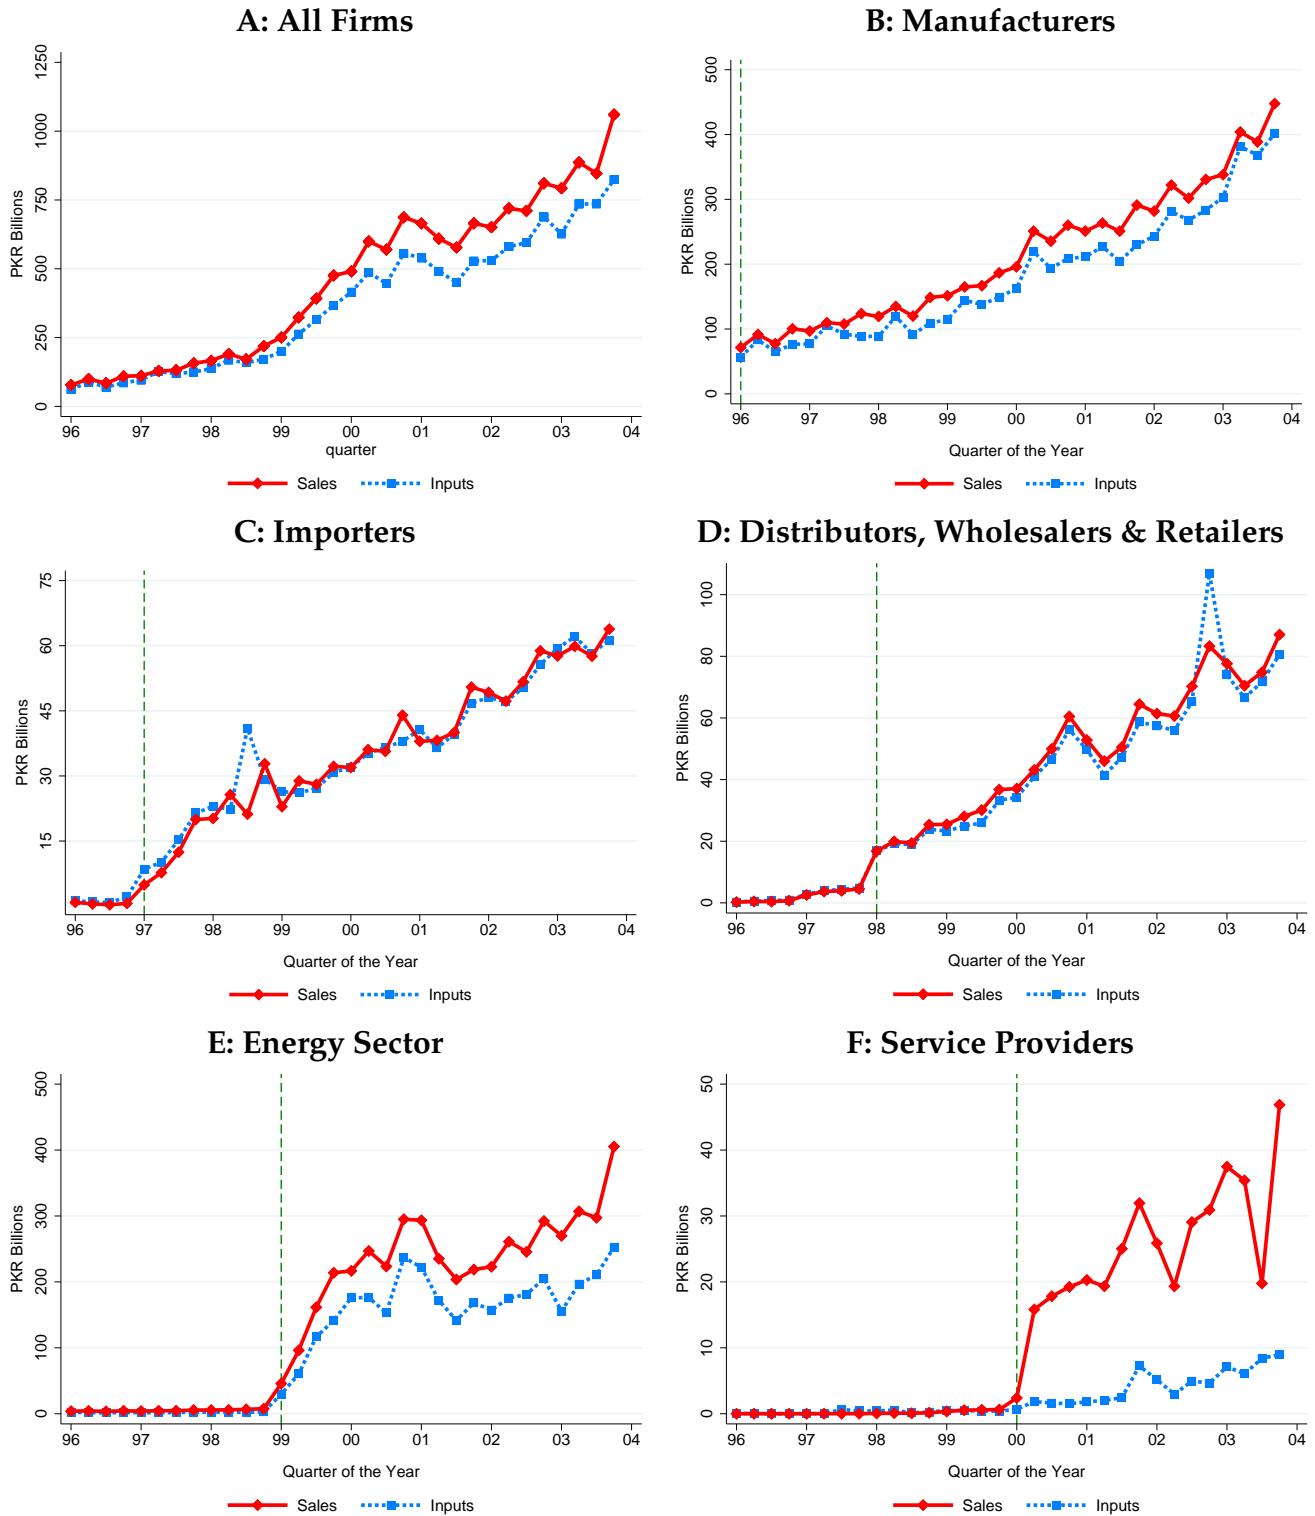 A: All Firms
PKR Billions
0 250 500 750 1000 1250
96 97 98 99 00 01 02 03 04
quarter
Sales Inputs
B: Manufacturers
PKR Billions
0 100 200 300 400 500
96 97 98 99 00 01 02 03 04
Quarter of the Year
Sales Inputs
C: Importers
PKR Billions
15 30 45 60 75
96 97 98 99 00 01 02 03 04
Quarter of the Year
Sales Inputs
D: Distributors, Wholesalers & Retailers
PKR Billions
0 20 40 60 80 100
96 97 98 99 00 01 02 03 04
Quarter of the Year
Sales Inputs
E: Energy Sector
PKR Billions
0 100 200 300 400 500
96 97 98 99 00 01 02 03 04
Quarter of the Year
Sales Inputs
F: Service Providers
PKR Billions
0 10 20 30 40 50
96 97 98 99 00 01 02 03 04
Quarter of the Year
Sales Inputs